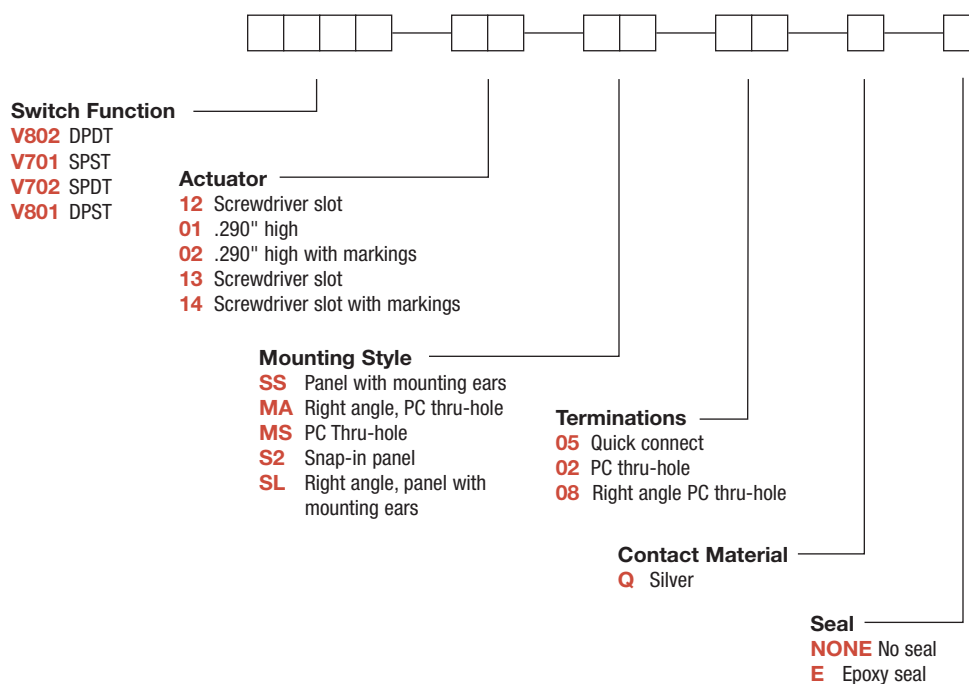 Switch Function
V802 DPDT
V701 SPST
V702 SPDT
V801 DPST
Actuator
12 Screwdriver slot
01 .290" high
02 .290" high with markings
13 Screwdriver slot
14 Screwdriver slot with markings
Mounting Style
SS Panel with mounting ears
MA Right angle, PC thru-hole
MS PC Thru-hole
S2 Snap-in panel
SL Right angle, panel with
mounting ears
Terminations
05 Quick connect
02 PC thru-hole
08 Right angle PC thru-hole
Contact Material
Q Silver
Seal
NONE No seal
E Epoxy seal